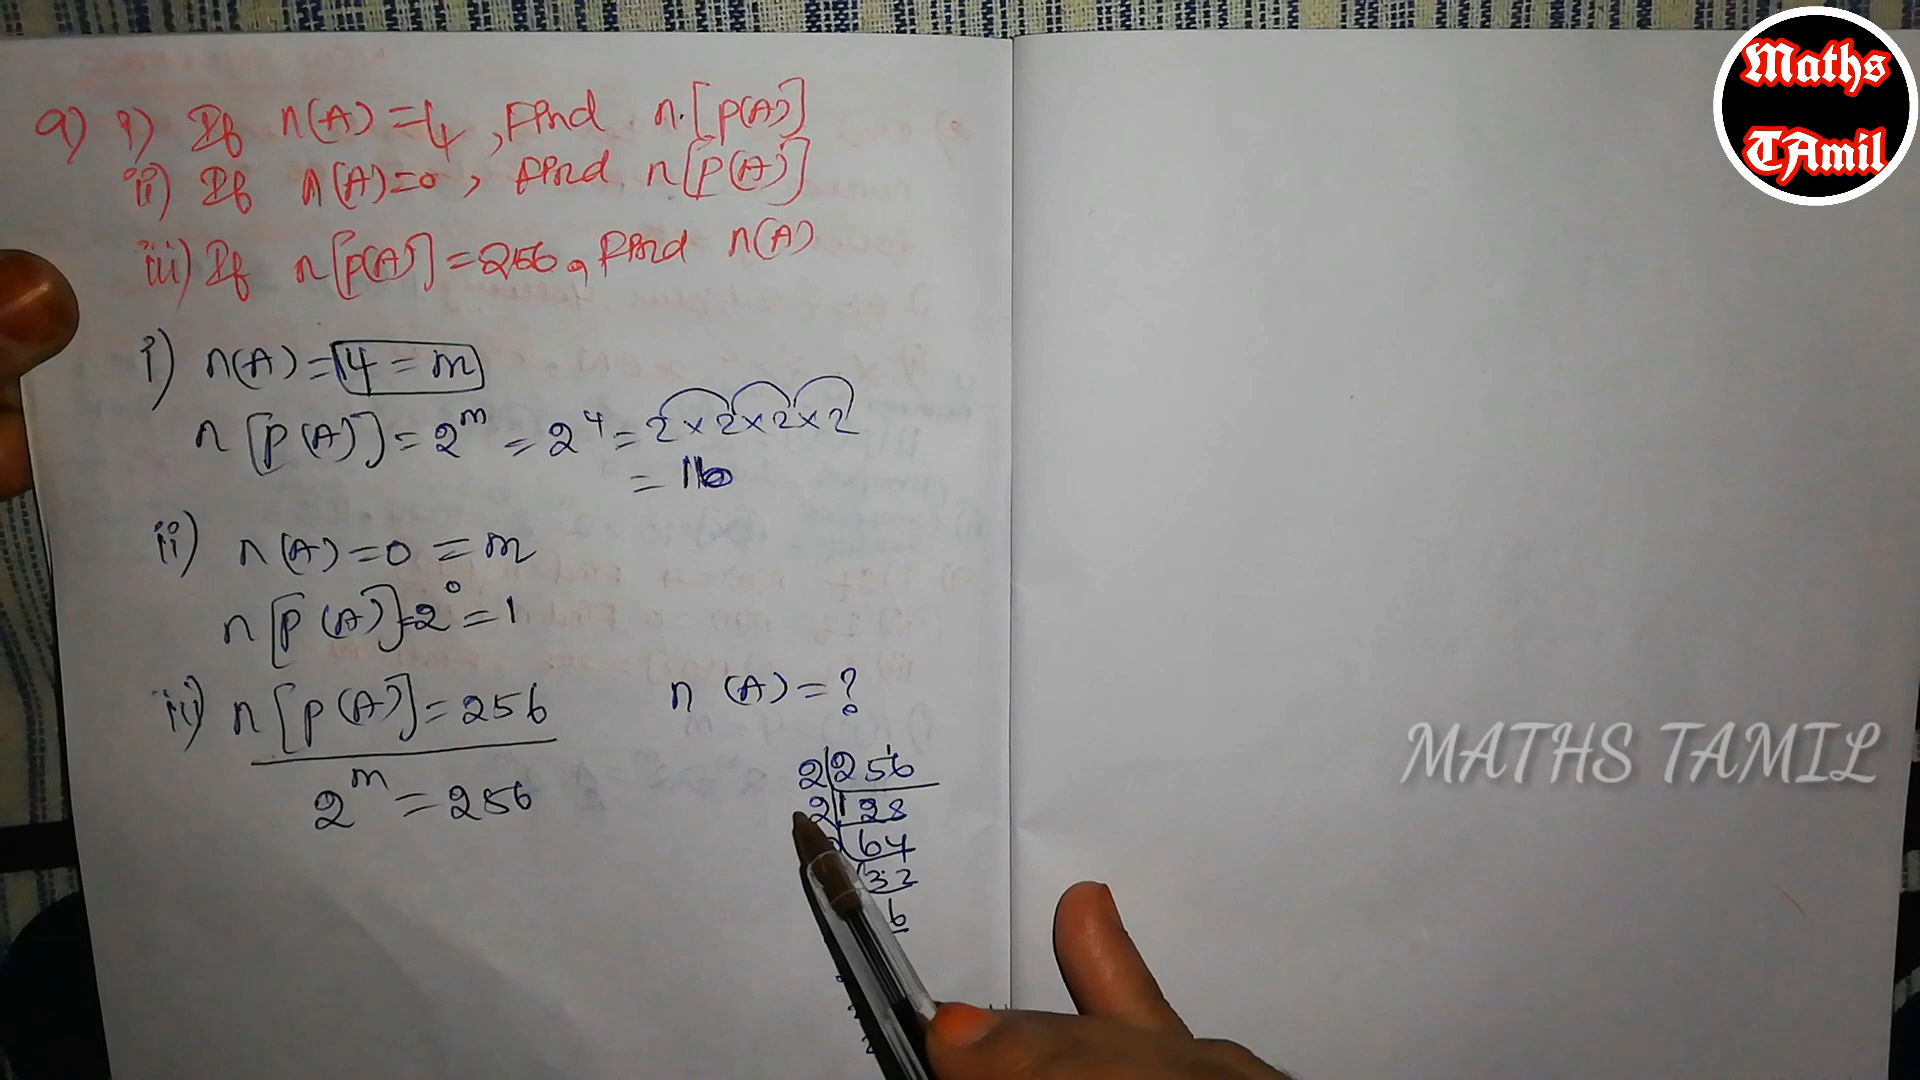 9) i) If n(A) = 4, Find n.[p(A)]
ii) If n(A) = 0, Find n[p(A)]
iii) If n[p(A)] = 256, Find n(A)
i) n(A) = 4 = m
n[p(A)] = 2^m = 2^4 = 2×2×2×2
= 16
ii) n(A) = 0 = m
n[p(A)] = 2^0 = 1
iii) n[p(A)] = 256
n (A) = ?
2^m = 256
2 | 256
2 | 128
64
32
6
Maths
TAmil
MATHS TAMIL